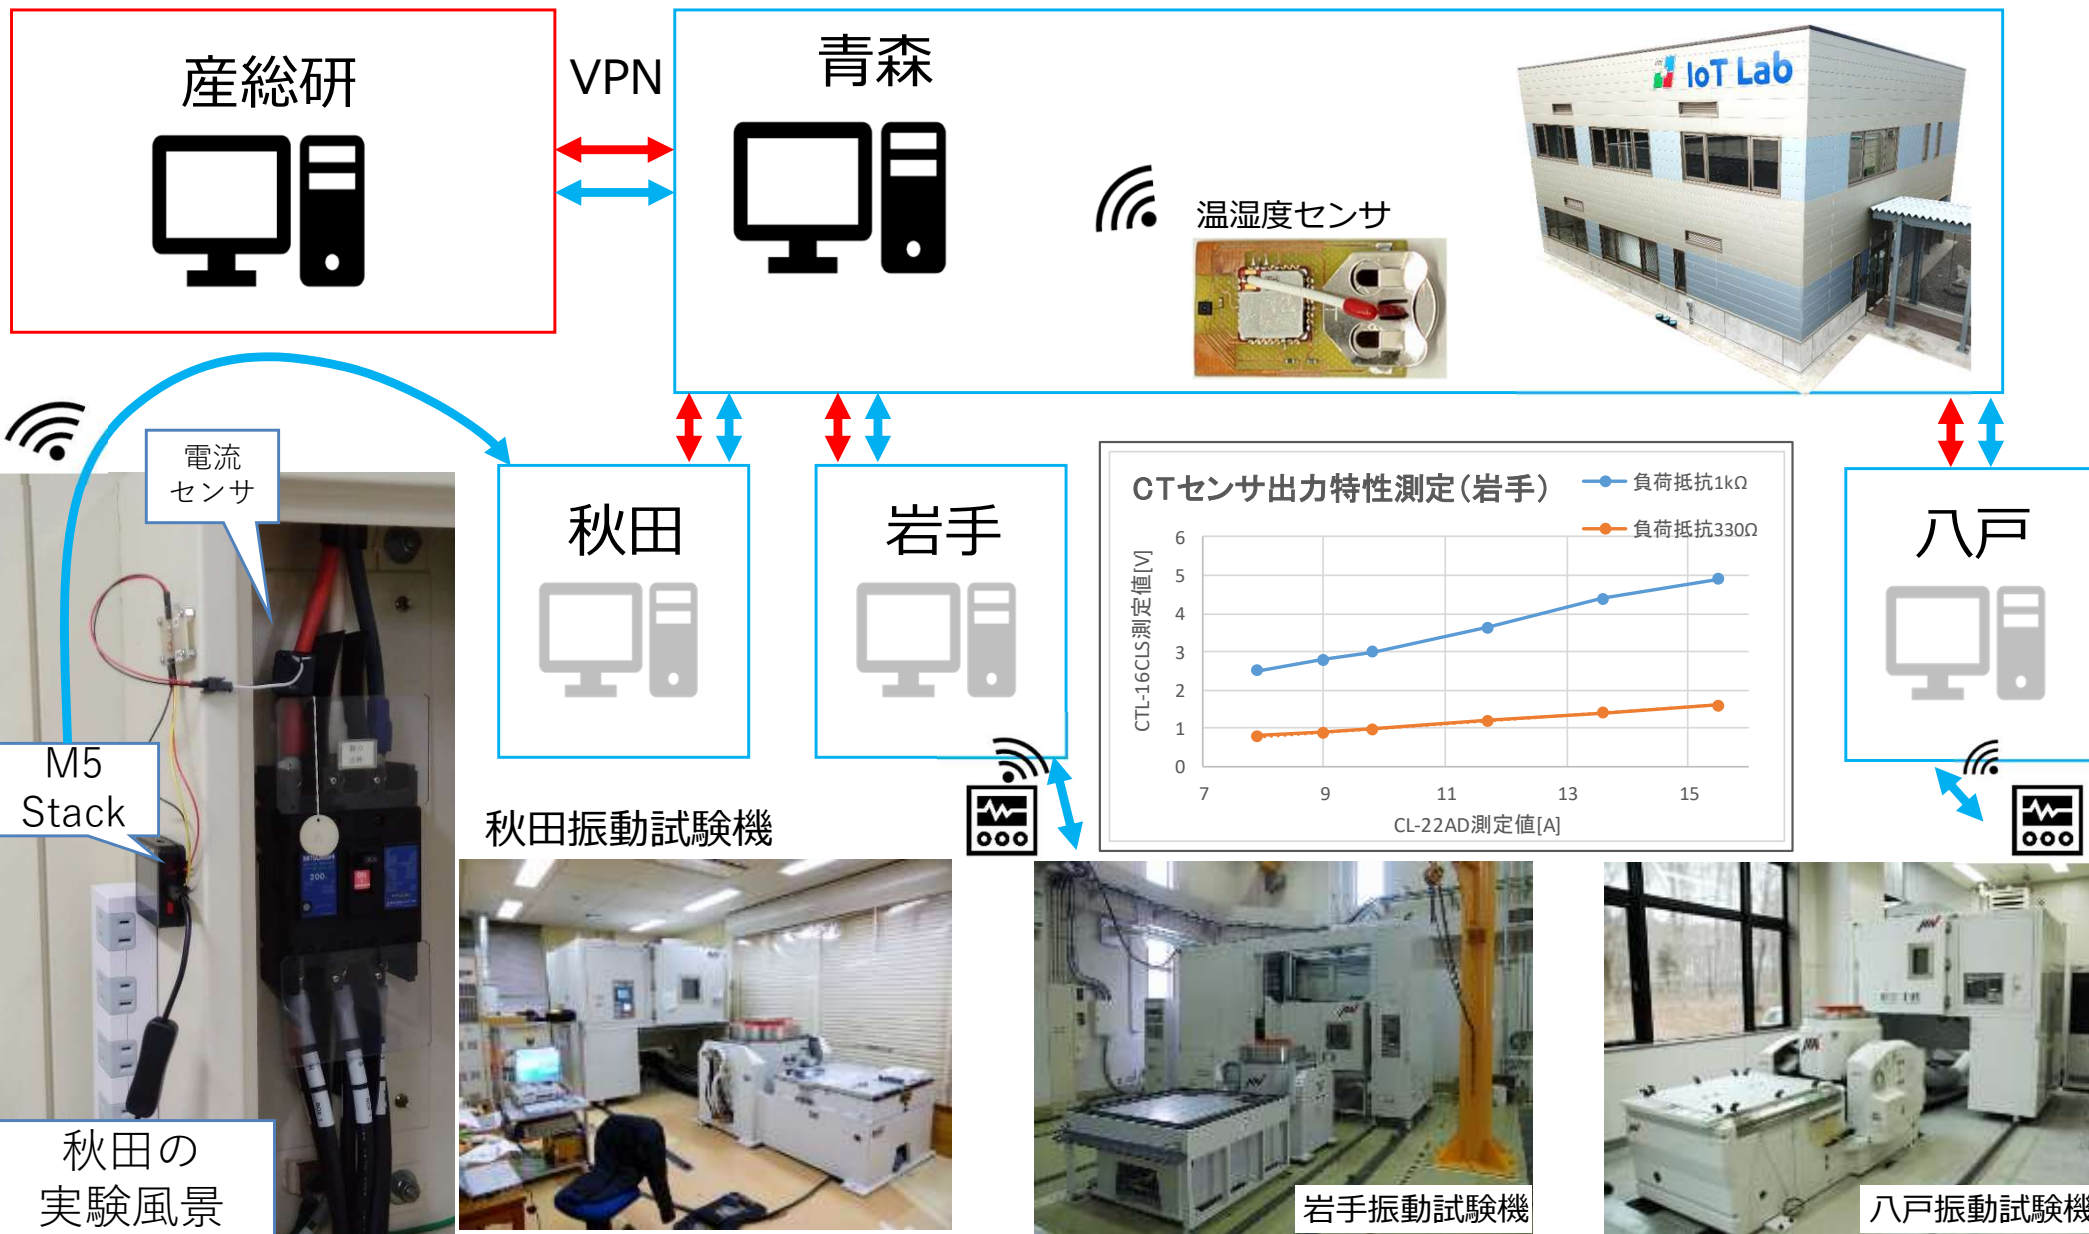 産総研
VPN
青森
IoT Lab
温湿度センサ
電流
センサ
秋田
岩手
CTセンサ出力特性測定(岩手)
負荷抵抗1kΩ
負荷抵抗330Ω
CTL-16CLS測定値[V]
6
5
4
3
2
1
0
7
9
11
13
15
CL-22AD測定値[A]
八戸
M5
Stack
200
秋田振動試験機
秋田の
実験風景
岩手振動試験機
八戸振動試験機